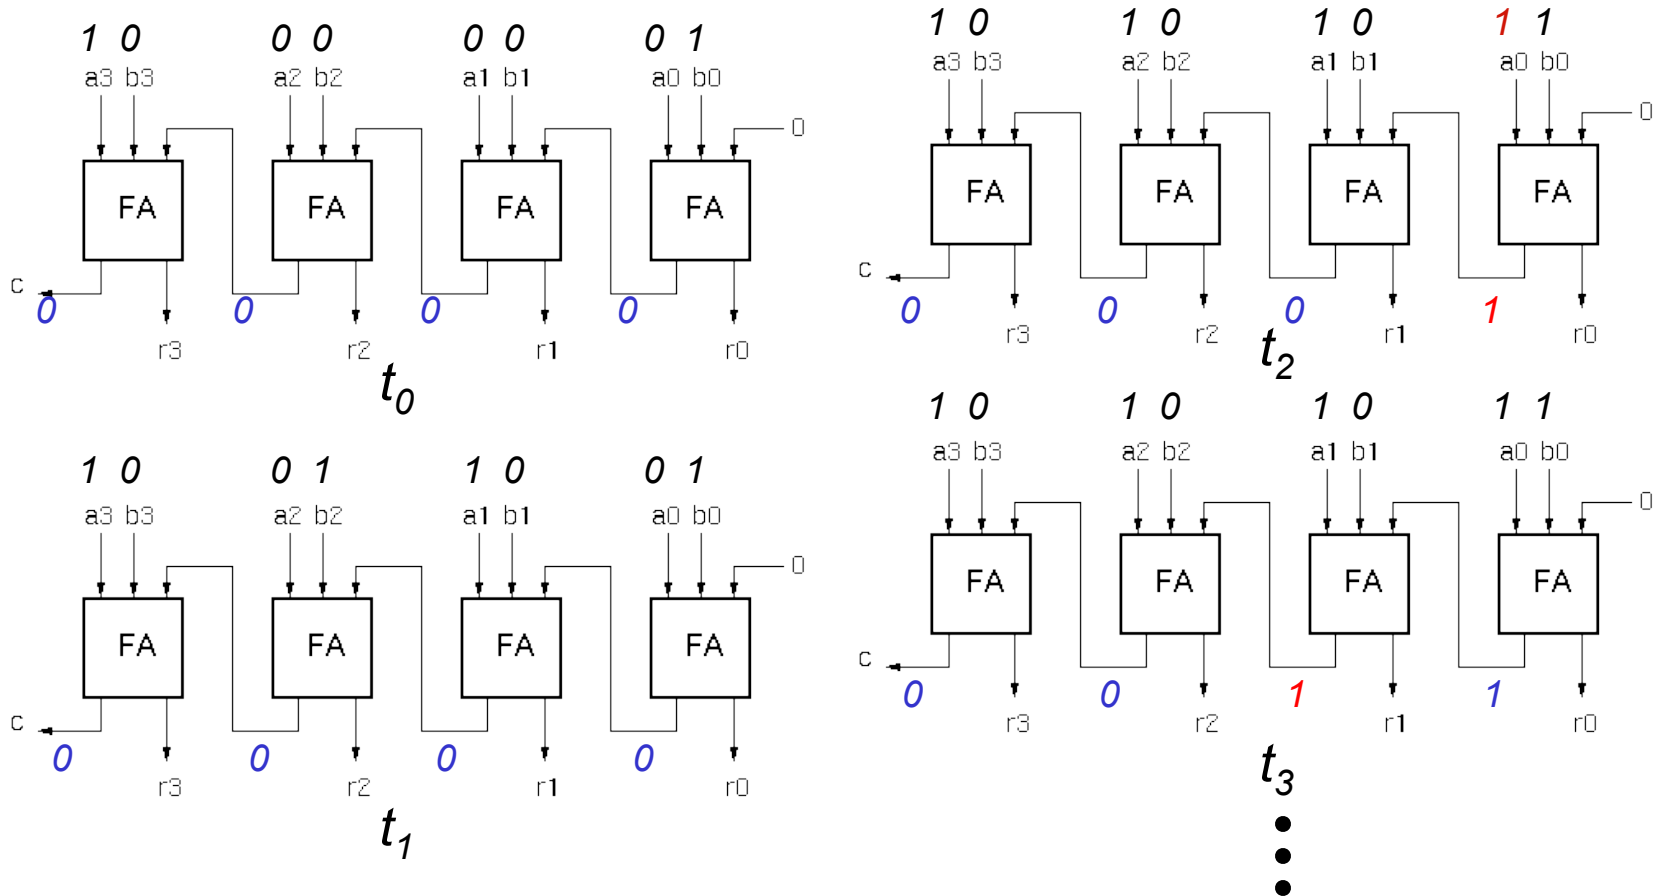 1 0 0 0 0 0 0 1
a3 b3 a2 b2 a1 b1 a0 b0
0
FA FA FA FA
c
0 0 0 0
r3 r2 r1 r0
t0
1 0 0 1 1 0 0 1
a3 b3 a2 b2 a1 b1 a0 b0
0
FA FA FA FA
c
0 0 0 0
r3 r2 r1 r0
t1
1 0 1 0 1 0 1 1
a3 b3 a2 b2 a1 b1 a0 b0
0
FA FA FA FA
c
0 0 0 1
r3 r2 r1 r0
t2
1 0 1 0 1 0 1 1
a3 b3 a2 b2 a1 b1 a0 b0
0
FA FA FA FA
c
0 0 1 1
r3 r2 r1 r0
t3